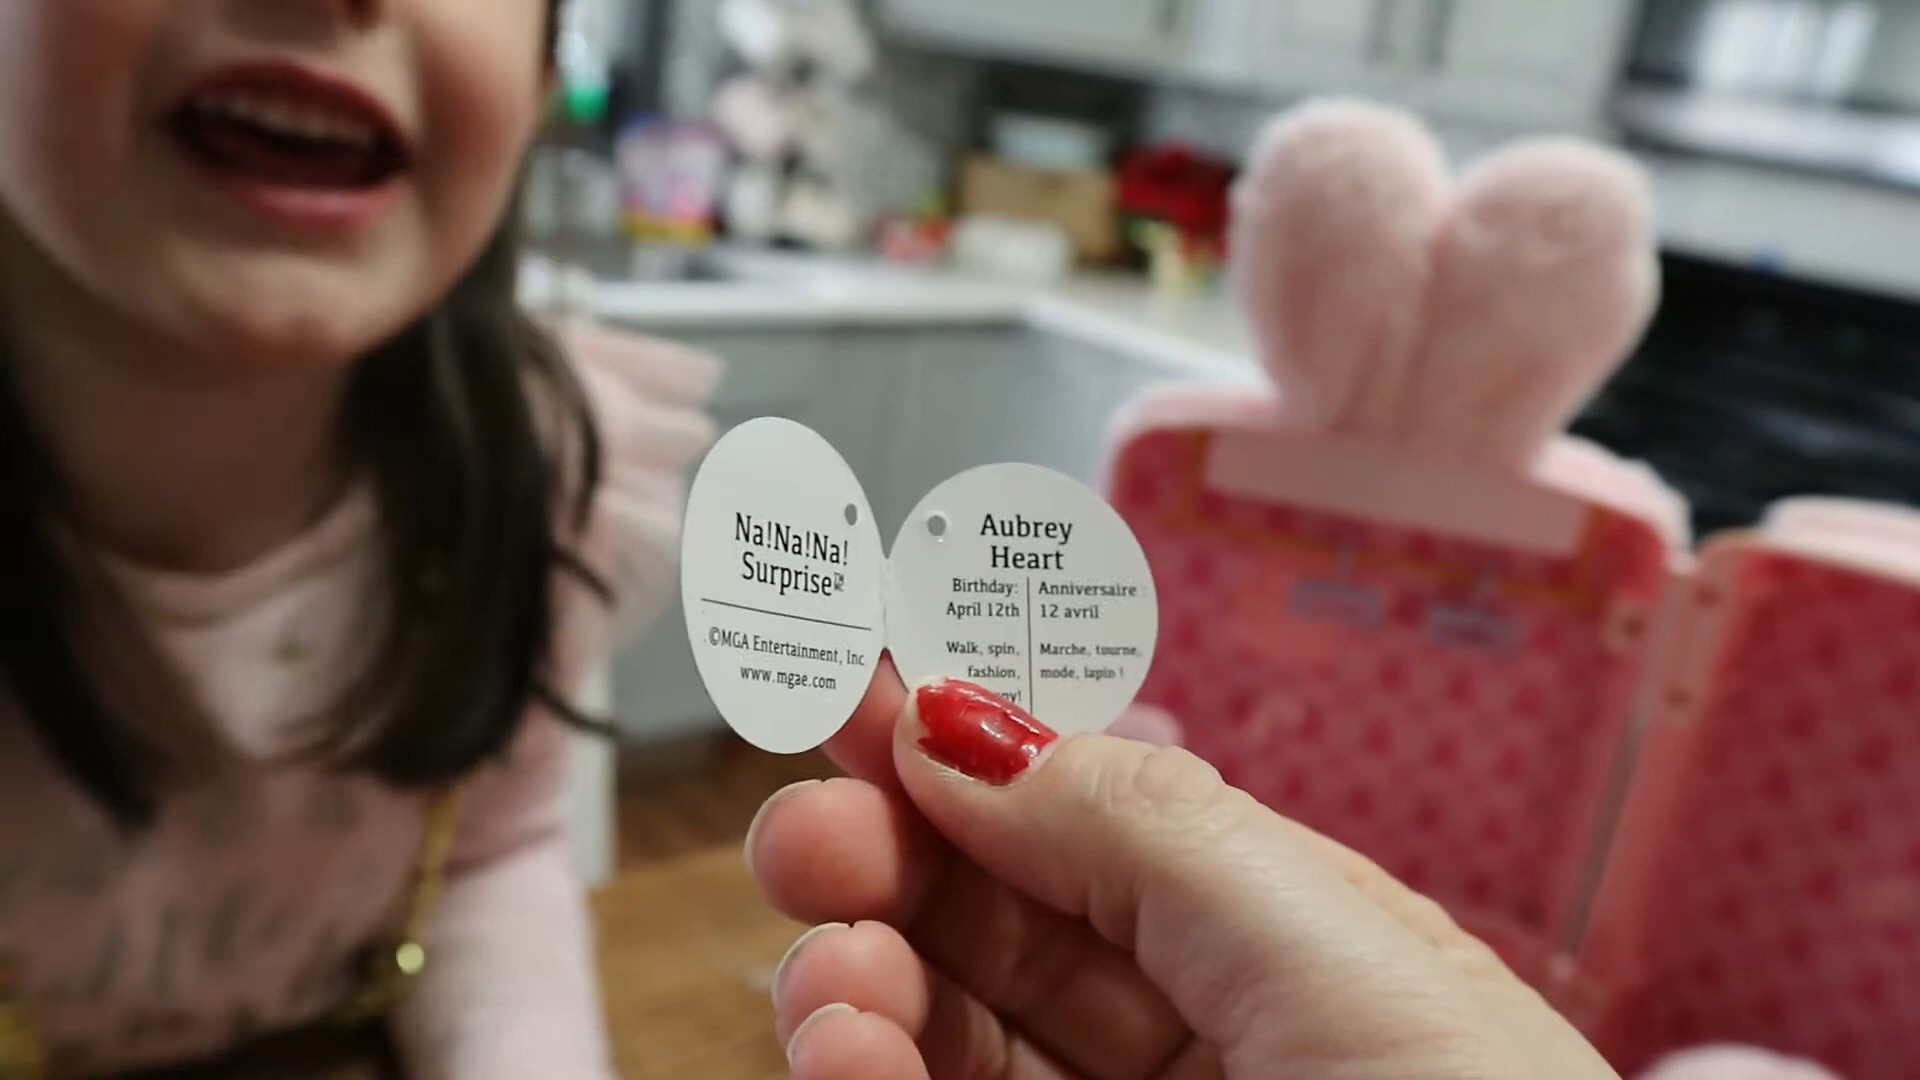 Na!Na!Na!
Surprise™
©MGA Entertainment, Inc
www.mgae.com
Aubrey
Heart
Birthday:
April 12th
Walk, spin,
fashion,
Anniversaire :
12 avril
Marche, tourne,
mode, lapin !